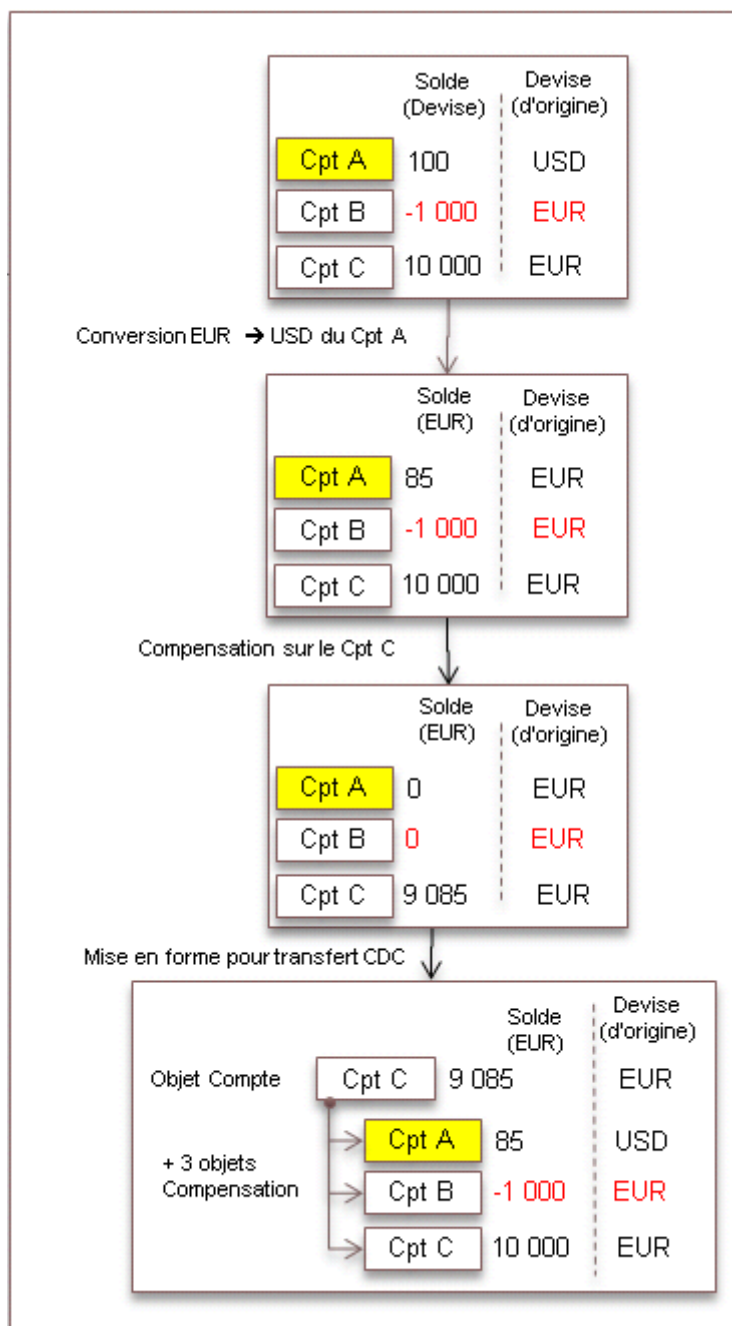 Solde Devise
(Devise) (d'origine)
Cpt A 100 USD
Cpt B -1 000 EUR
Cpt C 10 000 EUR
Conversion EUR ➔ USD du Cpt A
Solde Devise
(EUR) (d'origine)
Cpt A 85 EUR
Cpt B -1 000 EUR
Cpt C 10 000 EUR
Compensation sur le Cpt C
Solde Devise
(EUR) (d'origine)
Cpt A 0 EUR
Cpt B 0 EUR
Cpt C 9 085 EUR
Mise en forme pour transfert CDC
Solde Devise
(EUR) (d'origine)
Objet Compte Cpt C 9 085 EUR
Cpt A 85 USD
+ 3 objets
Compensation
Cpt B -1 000 EUR
Cpt C 10 000 EUR